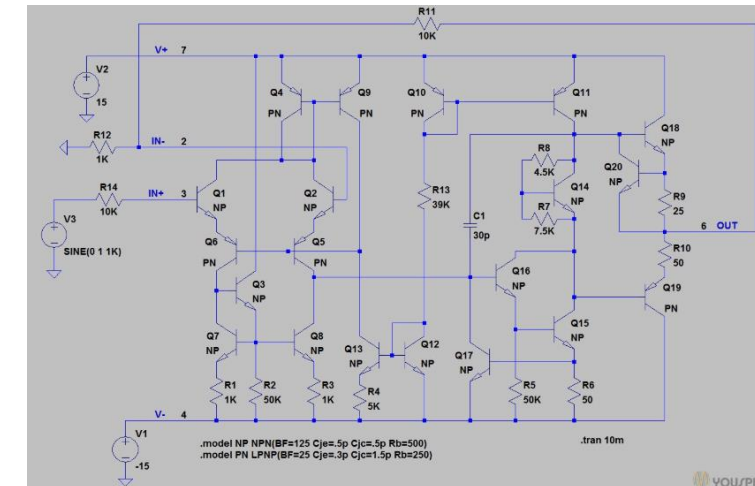 R11
10K
V+ 7
V2
15
Q4
PN
Q9
PN
Q10
PN
Q11
PN
Q18
NP
R12
1K
IN- 2
R8
4.5K
Q20
NP
Q14
NP
R9
25
R14
10K
IN+ 3
Q1
NP
Q2
NP
R13
39K
R7
7.5K
C1
30p
6 OUT
V3
SINE(0 1 1K)
Q6
PN
Q5
PN
R10
50
Q16
NP
Q19
PN
Q3
NP
Q7
NP
Q8
NP
Q13
NP
Q12
NP
Q17
NP
Q15
NP
R1
1K
R2
50K
R3
1K
R4
5K
R5
50K
R6
50
V- 4
V1
-15
.model NP NPN(BF=125 Cje=.5p Cjc=.5p Rb=500)
.model PN LPNP(BF=25 Cje=.3p Cjc=1.5p Rb=250)
.tran 10m